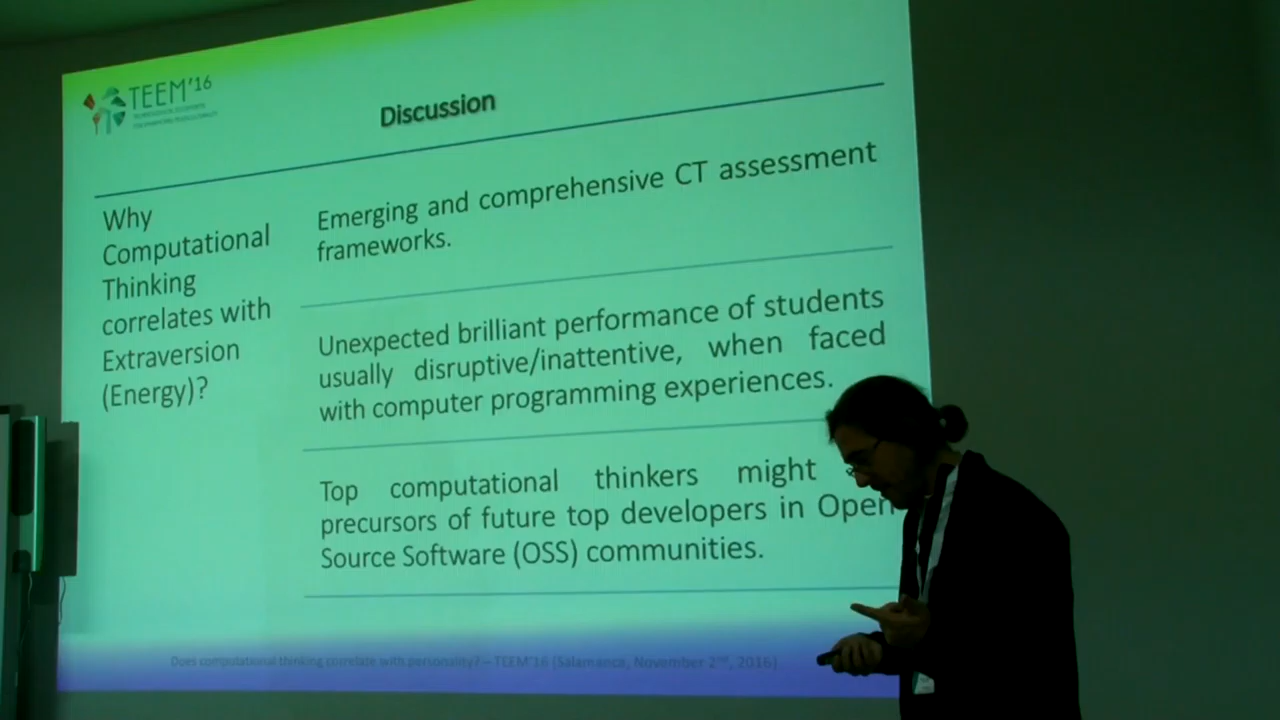 TEEM'16
Discussion
Why
Computational
Thinking
correlates with
Extraversion
(Energy)?
Emerging and comprehensive CT assessment
frameworks.
Unexpected brilliant performance of students
usually disruptive/inattentive, when faced
with computer programming experiences.
Top computational thinkers might
precursors of future top developers in Open
Source Software (OSS) communities.
Does computational thinking correlate with personality? – TEEM'16 (Salamanca, November 2nd, 2016)